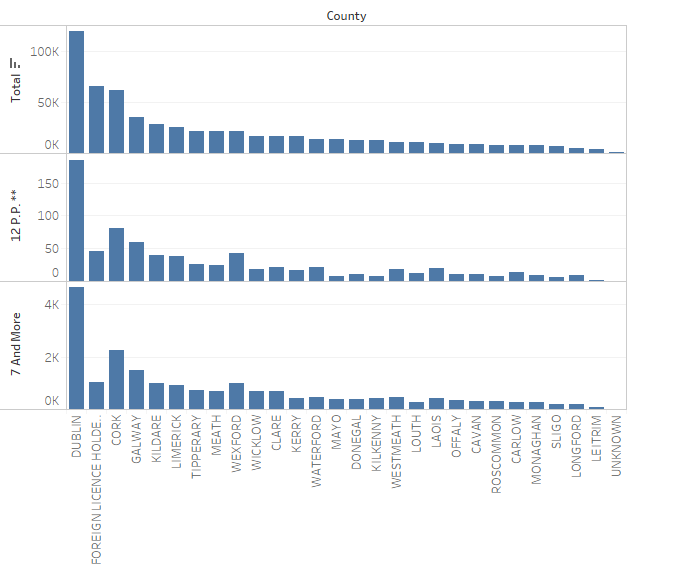 County
Total
100K
50K
0K
12 P.P. **
150
100
50
0
7 And More
4K
2K
0K
DUBLIN
FOREIGN LICENCE HOLDE..
CORK
GALWAY
KILDARE
LIMERICK
TIPPERARY
MEATH
WEXFORD
WICKLOW
CLARE
KERRY
WATERFORD
MAYO
DONEGAL
KILKENNY
WESTMEATH
LOUTH
LAOIS
OFFALY
CAVAN
ROSCOMMON
CARLOW
MONAGHAN
SLIGO
LONGFORD
LEITRIM
UNKNOWN